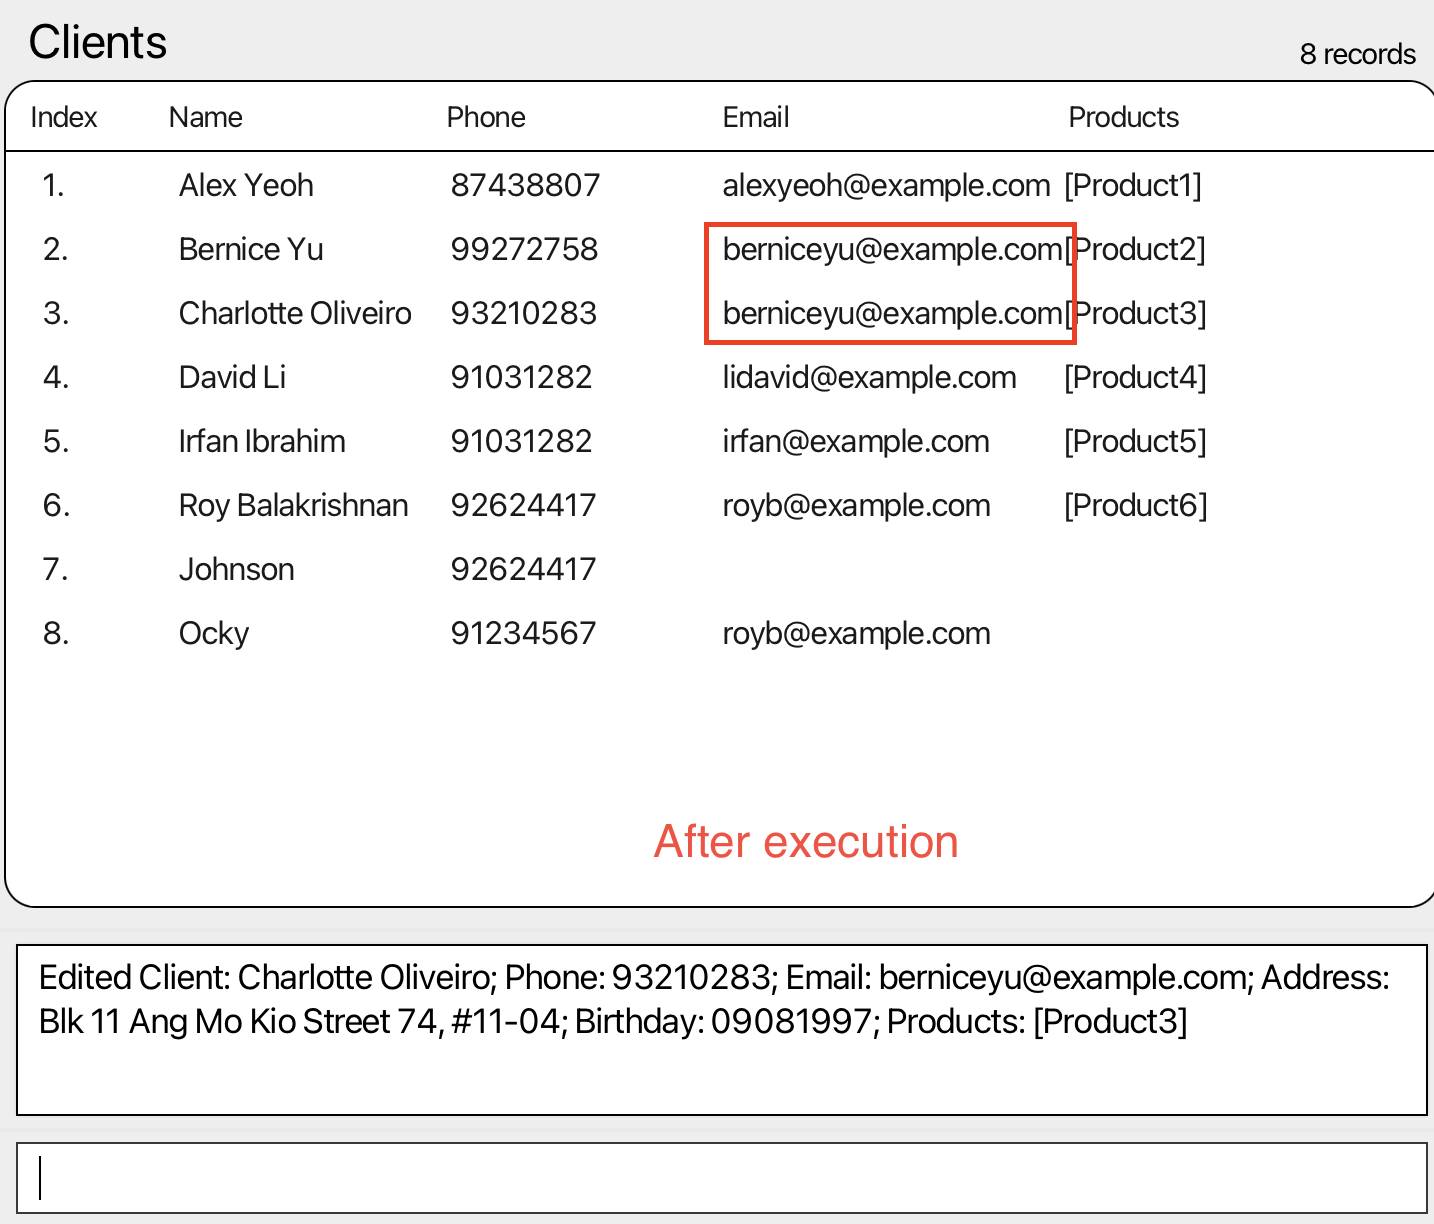 Clients
8 records
Index Name Phone Email Products
1. Alex Yeoh 87438807 alexyeoh@example.com [Product1]
2. Bernice Yu 99272758 berniceyu@example.com[Product2]
3. Charlotte Oliveiro 93210283 berniceyu@example.com[Product3]
4. David Li 91031282 lidavid@example.com [Product4]
5. Irfan Ibrahim 91031282 irfan@example.com [Product5]
6. Roy Balakrishnan 92624417 royb@example.com [Product6]
7. Johnson 92624417
8. Ocky 91234567 royb@example.com
After execution
Edited Client: Charlotte Oliveiro; Phone: 93210283; Email: berniceyu@example.com; Address:
Blk 11 Ang Mo Kio Street 74, #11-04; Birthday: 09081997; Products: [Product3]